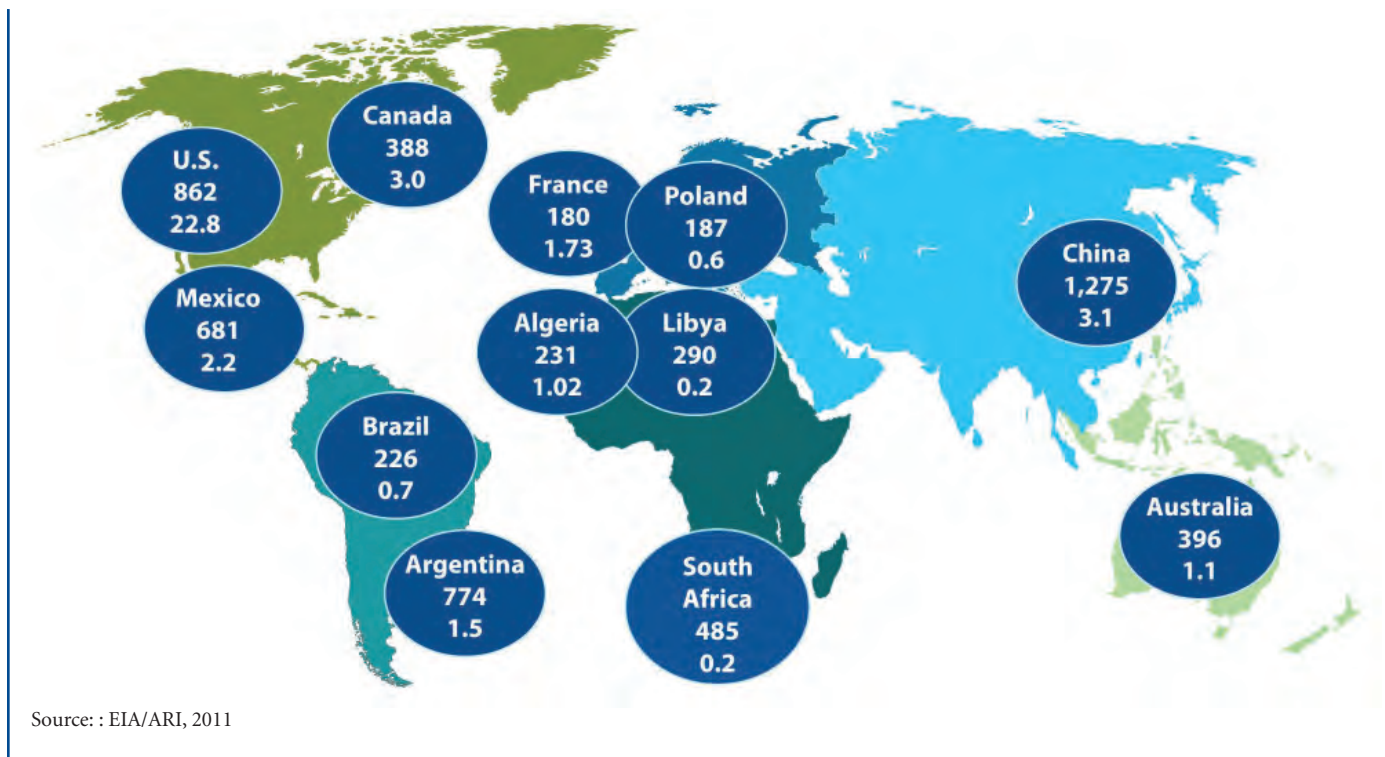 Canada
388
3.0
U.S.
862
22.8
France
180
1.73
Poland
187
0.6
China
1,275
3.1
Mexico
681
2.2
Algeria
231
1.02
Libya
290
0.2
Brazil
226
0.7
Australia
396
1.1
Argentina
774
1.5
South
Africa
485
0.2
Source: : EIA/ARI, 2011